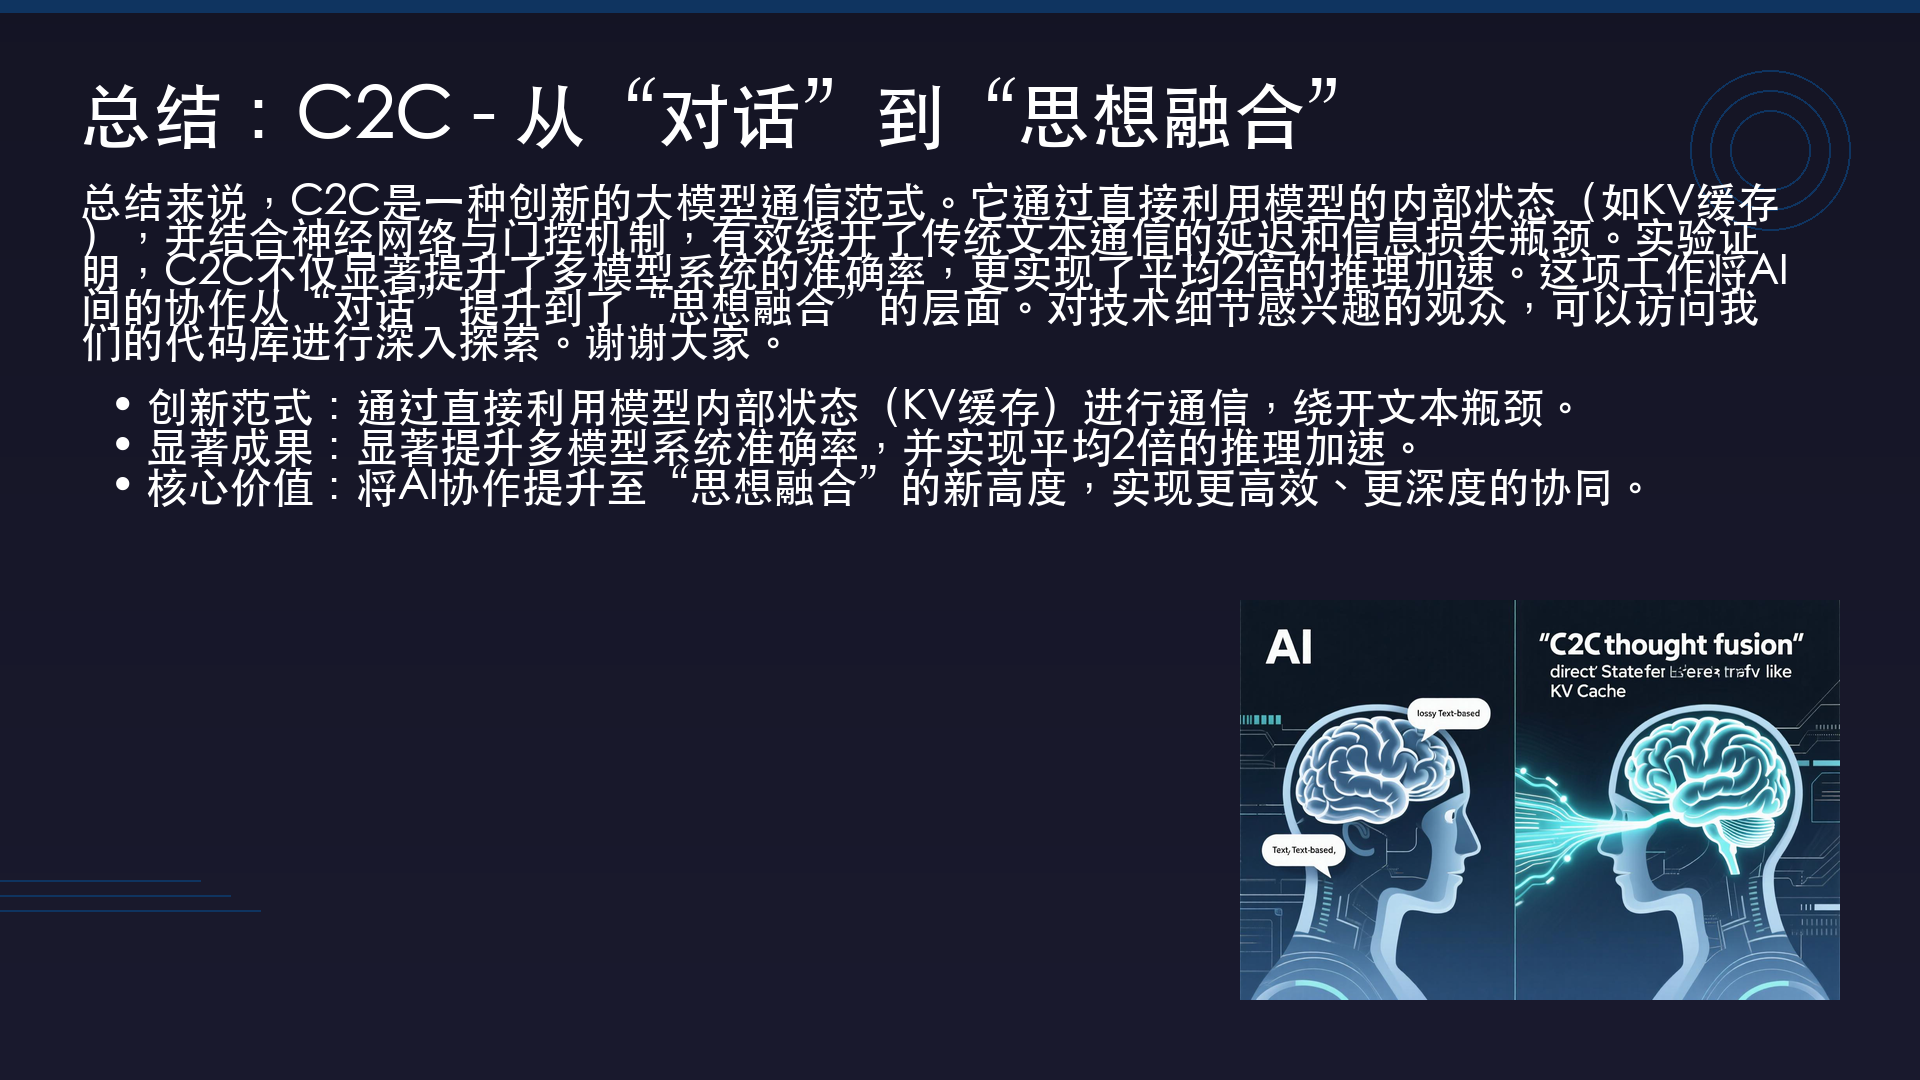 总结：C2C - 从“对话”到“思想融合”
总结来说，C2C是一种创新的大模型通信范式。它通过直接利用模型的内部状态（如KV缓存
），并结合神经网络与门控机制，有效绕开了传统文本通信的延迟和信息损失瓶颈。实验证
明，C2C不仅显著提升了多模型系统的准确率，更实现了平均2倍的推理加速。这项工作将AI
间的协作从“对话”提升到了“思想融合”的层面。对技术细节感兴趣的观众，可以访问我
们的代码库进行深入探索。谢谢大家。
• 创新范式：通过直接利用模型内部状态（KV缓存）进行通信，绕开文本瓶颈。
• 显著成果：显著提升多模型系统准确率，并实现平均2倍的推理加速。
• 核心价值：将AI协作提升至“思想融合”的新高度，实现更高效、更深度的协同。
AI
lossy Text-based
Text, Text-based,
"C2C thought fusion"
direct' Statefer like
KV Cache